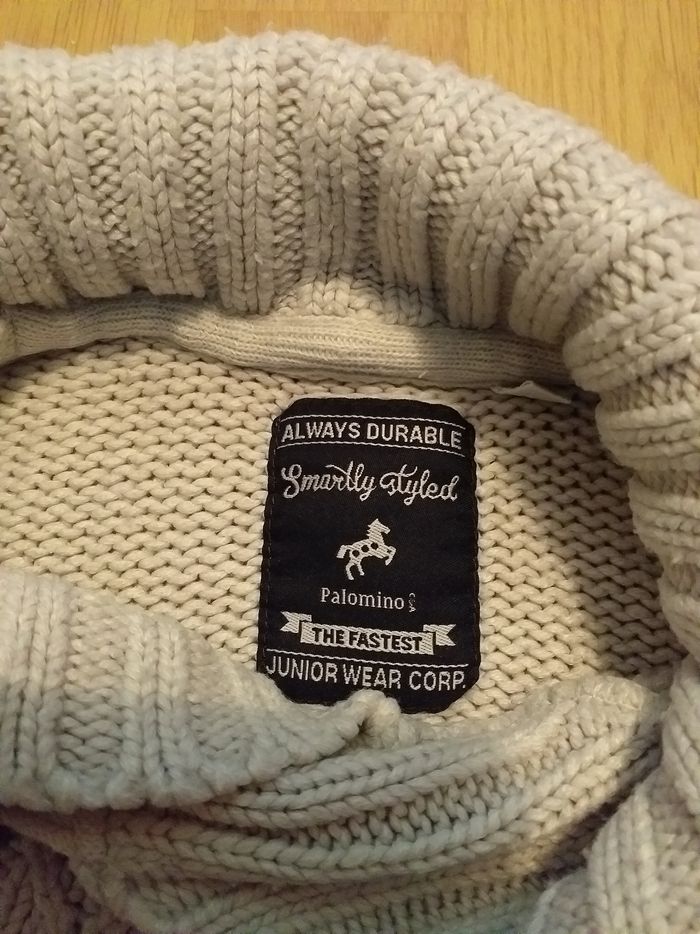 ALWAYS DURABLE
Smartly styled
Palomino C&A
THE FASTEST
JUNIOR WEAR CORP.